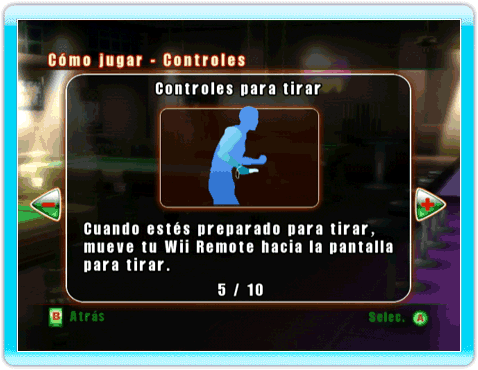 Cómo jugar - Controles
Controles para tirar
Cuando estés preparado para tirar,
mueve tu Wii Remote hacia la pantalla
para tirar.
5 / 10
B Atrás
Selec. A